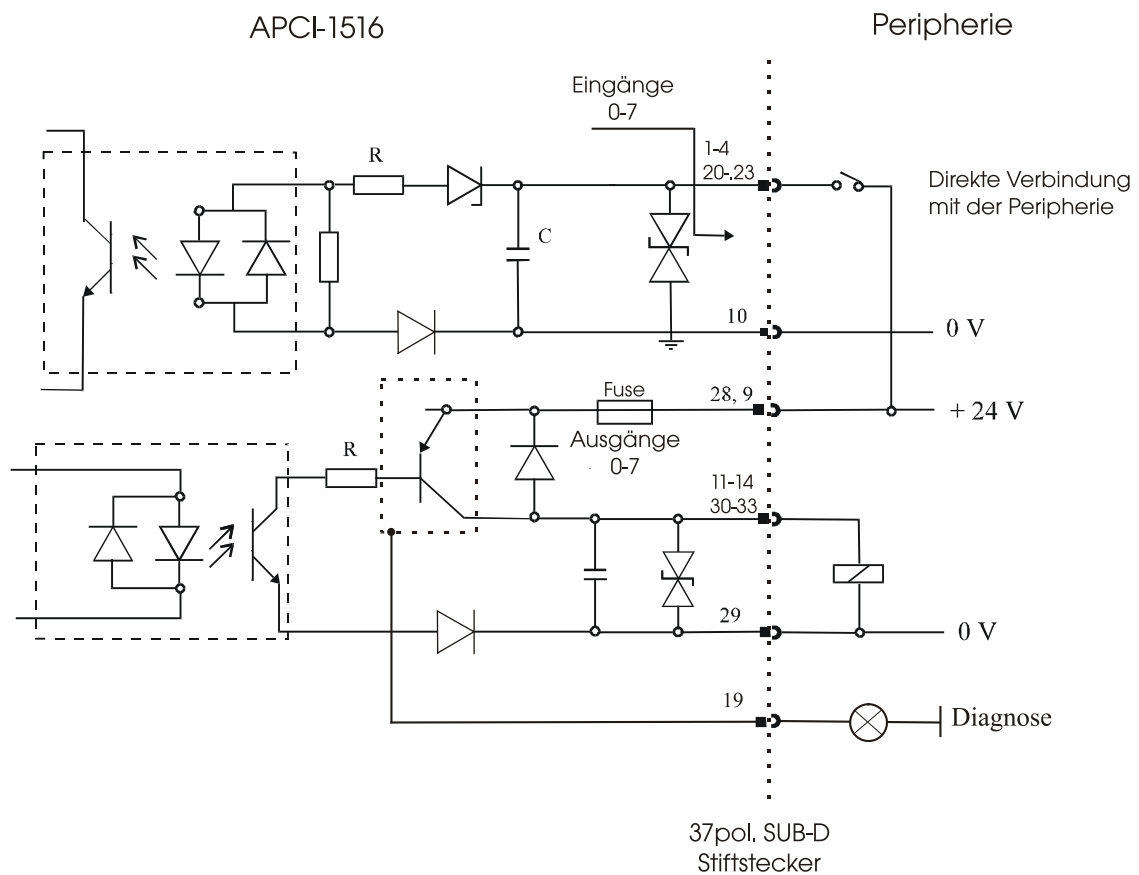 APCI-1516
Peripherie
Eingänge
0-7
R
1-4
20-.23
Direkte Verbindung
mit der Peripherie
C
10
0 V
Fuse
28, 9
+ 24 V
Ausgänge
0-7
R
11-14
30-33
29
0 V
19
Diagnose
37pol. SUB-D
Stiftstecker